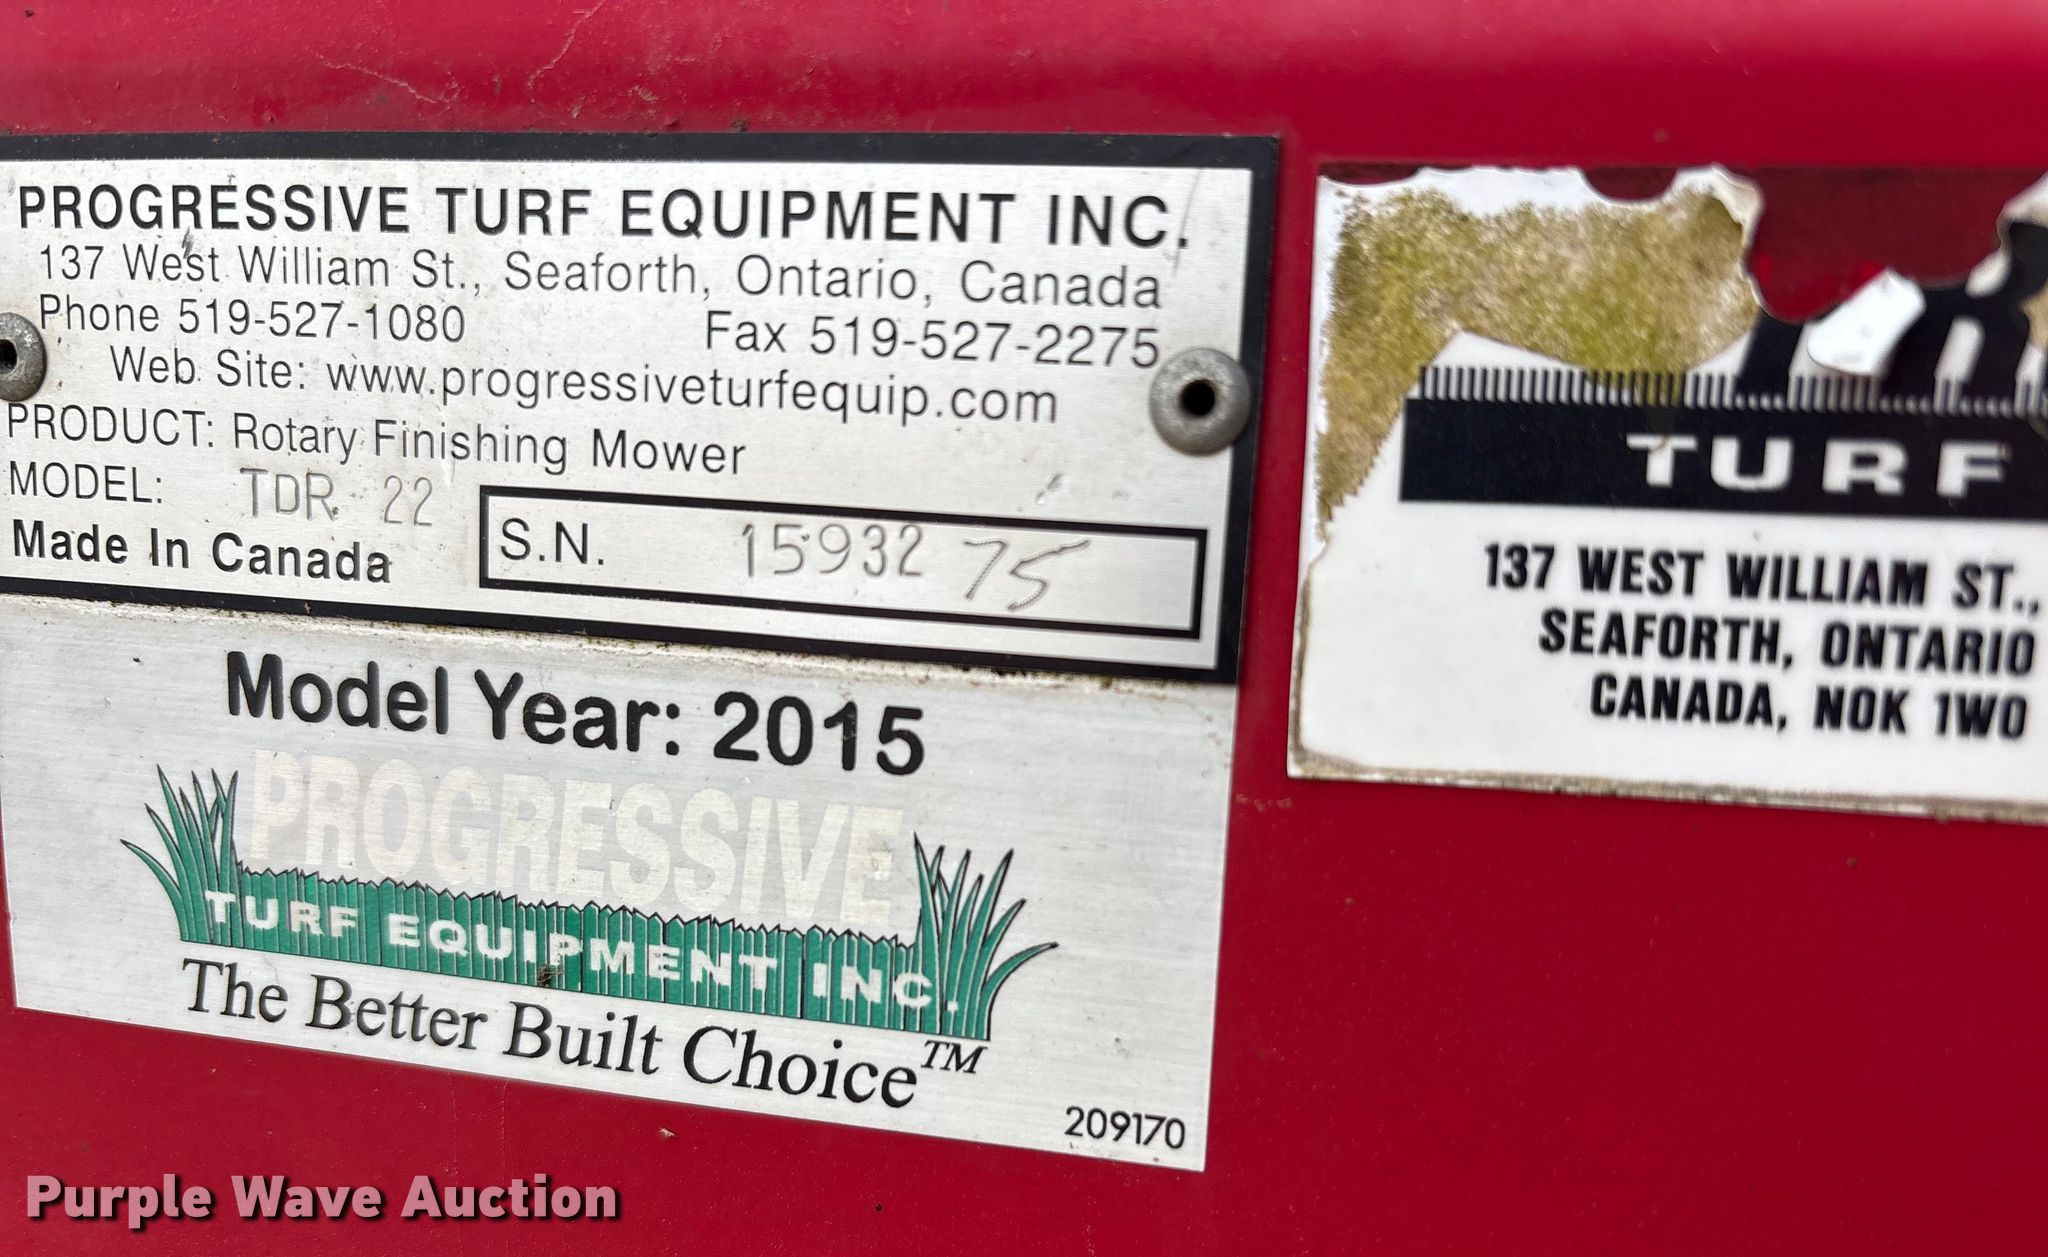 PROGRESSIVE TURF EQUIPMENT INC.
137 West William St., Seaforth, Ontario, Canada
Phone 519-527-1080 Fax 519-527-2275
Web Site: www.progressiveturfequip.com
PRODUCT: Rotary Finishing Mower
MODEL: TDR 22
Made In Canada
S.N. 15932 75
Model Year: 2015
PROGRESSIVE
TURF EQUIPMENT INC.
The Better Built Choice™
209170
TURF
137 WEST WILLIAM ST.,
SEAFORTH, ONTARIO
CANADA, N0K 1W0
Purple Wave Auction